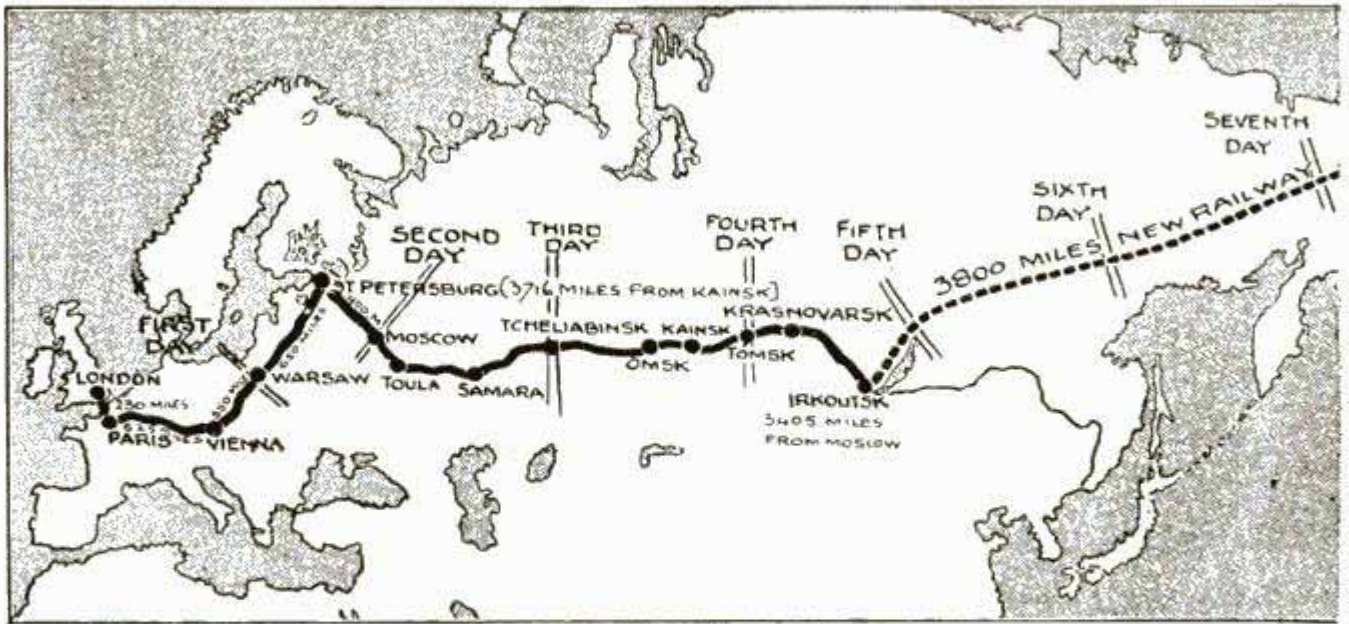 LONDON
230 MILES
PARIS
VIENNA
FIRST
DAY
WARSAW
ST PETERSBURG (3716 MILES FROM KAINSK]
SECOND
DAY
MOSCOW
TOULA
SAMARA
THIRD
DAY
TCHELIABINSK
OMSK
KAINSK
FOURTH
DAY
TOMSK
KRASNOVARSK
FIFTH
DAY
IRKOUTSK
3405 MILES
FROM MOSCOW
3800 MILES NEW RAILWAY
SIXTH
DAY
SEVENTH
DAY